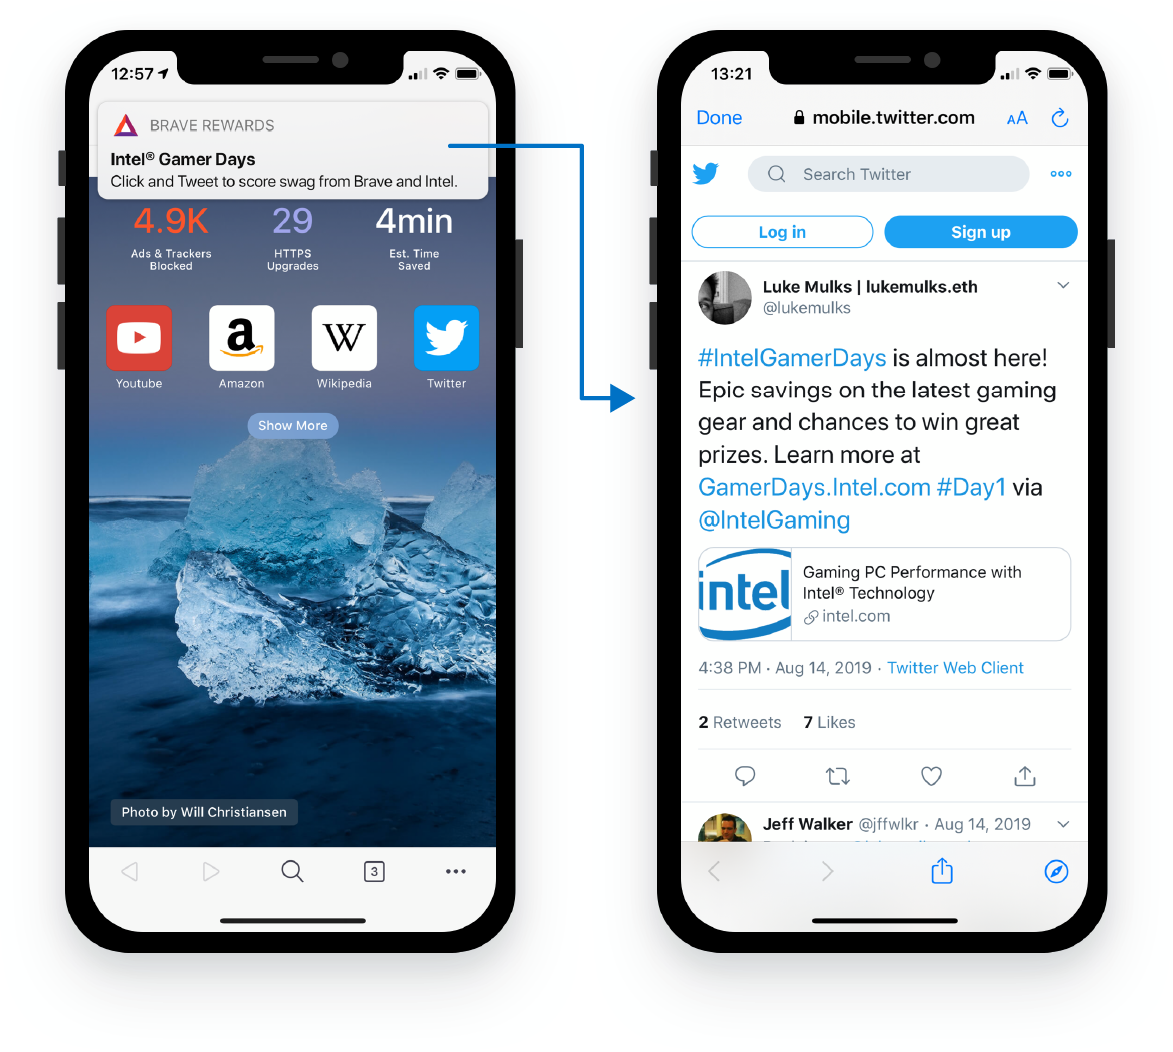 12:57
BRAVE REWARDS
Intel® Gamer Days
Click and Tweet to score swag from Brave and Intel.
4.9K 29 4min
Ads & Trackers Blocked
HTTPS Upgrades
Est. Time Saved
a W
Youtube Amazon Wikipedia Twitter
Show More
Photo by Will Christiansen
3
13:21
Done mobile.twitter.com AA
Search Twitter
Log in Sign up
Luke Mulks | lukemulks.eth
@lukemulks
#IntelGamerDays is almost here!
Epic savings on the latest gaming
gear and chances to win great
prizes. Learn more at
GamerDays.Intel.com #Day1 via
@IntelGaming
intel
Gaming PC Performance with
Intel® Technology
intel.com
4:38 PM · Aug 14, 2019 · Twitter Web Client
2 Retweets 7 Likes
Jeff Walker @jffwlkr · Aug 14, 2019